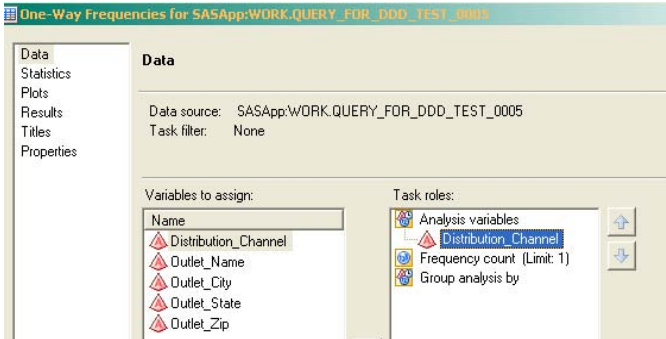 One-Way Frequencies for SASApp:WORK.QUERY_FOR_DDD_TEST_0005
Data
Statistics
Plots
Results
Titles
Properties
Data
Data source: SASApp:WORK.QUERY_FOR_DDD_TEST_0005
Task filter: None
Variables to assign:
Name
Distribution_Channel
Outlet_Name
Outlet_City
Outlet_State
Outlet_Zip
Task roles:
Analysis variables
Distribution_Channel
Frequency count (Limit: 1)
Group analysis by